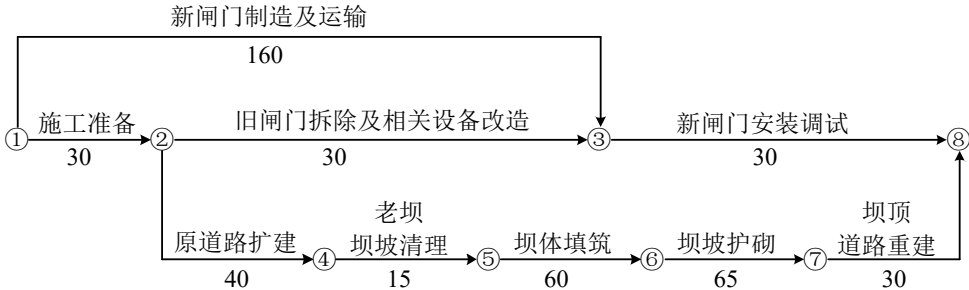 新闸门制造及运输
160
① 施工准备 ② 旧闸门拆除及相关设备改造 ③ 新闸门安装调试 ⑧
30 30 30
老坝 坝顶
原道路扩建 ④ 坝坡清理 ⑤ 坝体填筑 ⑥ 坝坡护砌 ⑦ 道路重建
40 15 60 65 30